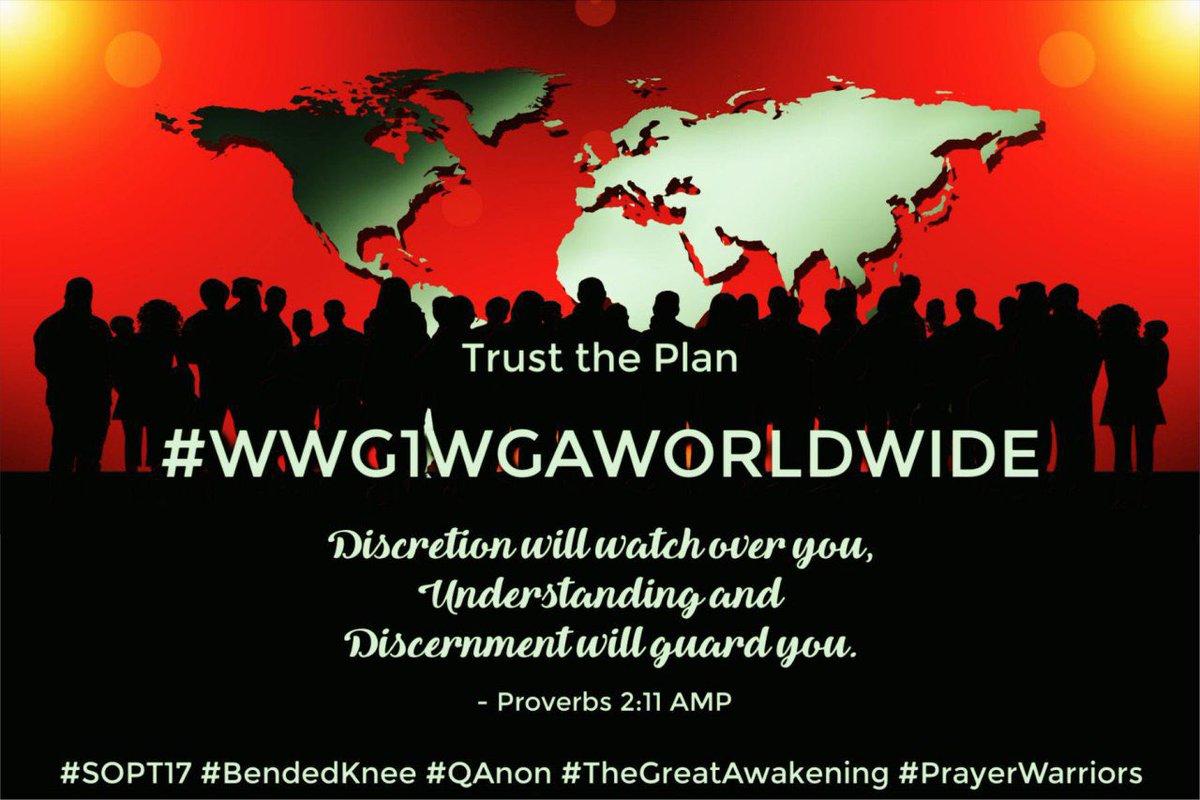 Trust the Plan
#WWG1WGAWORLDWIDE
Discretion will watch over you,
Understanding and
Discernment will guard you.
- Proverbs 2:11 AMP
#SOPT17 #BendedKnee #QAnon #TheGreatAwakening #PrayerWarriors